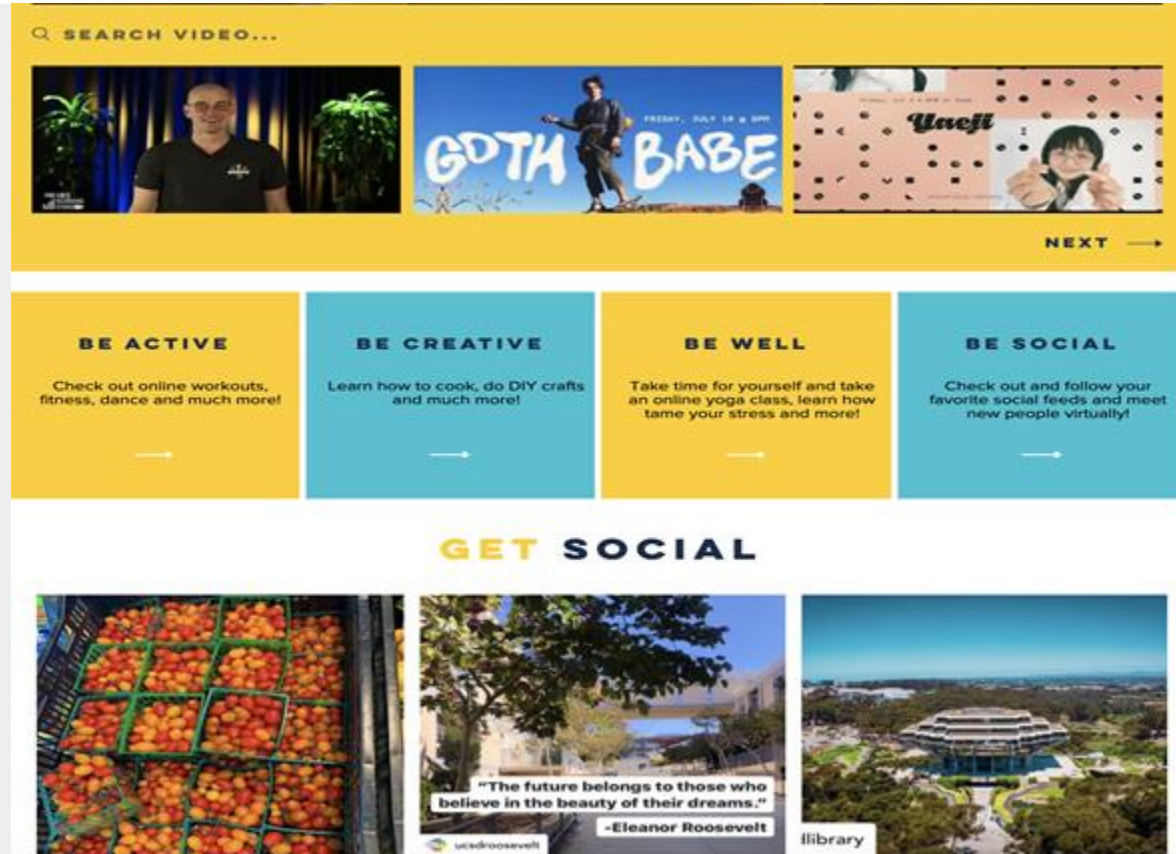 SEARCH VIDEO...
FRIDAY, JULY 10 @ 5PM
GOTH BABE
Yaeji
NEXT
BE ACTIVE
Check out online workouts,
fitness, dance and much more!
BE CREATIVE
Learn how to cook, do DIY crafts
and much more!
BE WELL
Take time for yourself and take
an online yoga class, learn how
tame your stress and more!
BE SOCIAL
Check out and follow your
favorite social feeds and meet
new people virtually!
GET SOCIAL
"The future belongs to those who
believe in the beauty of their dreams."
-Eleanor Roosevelt
ucsdroosevelt
llibrary